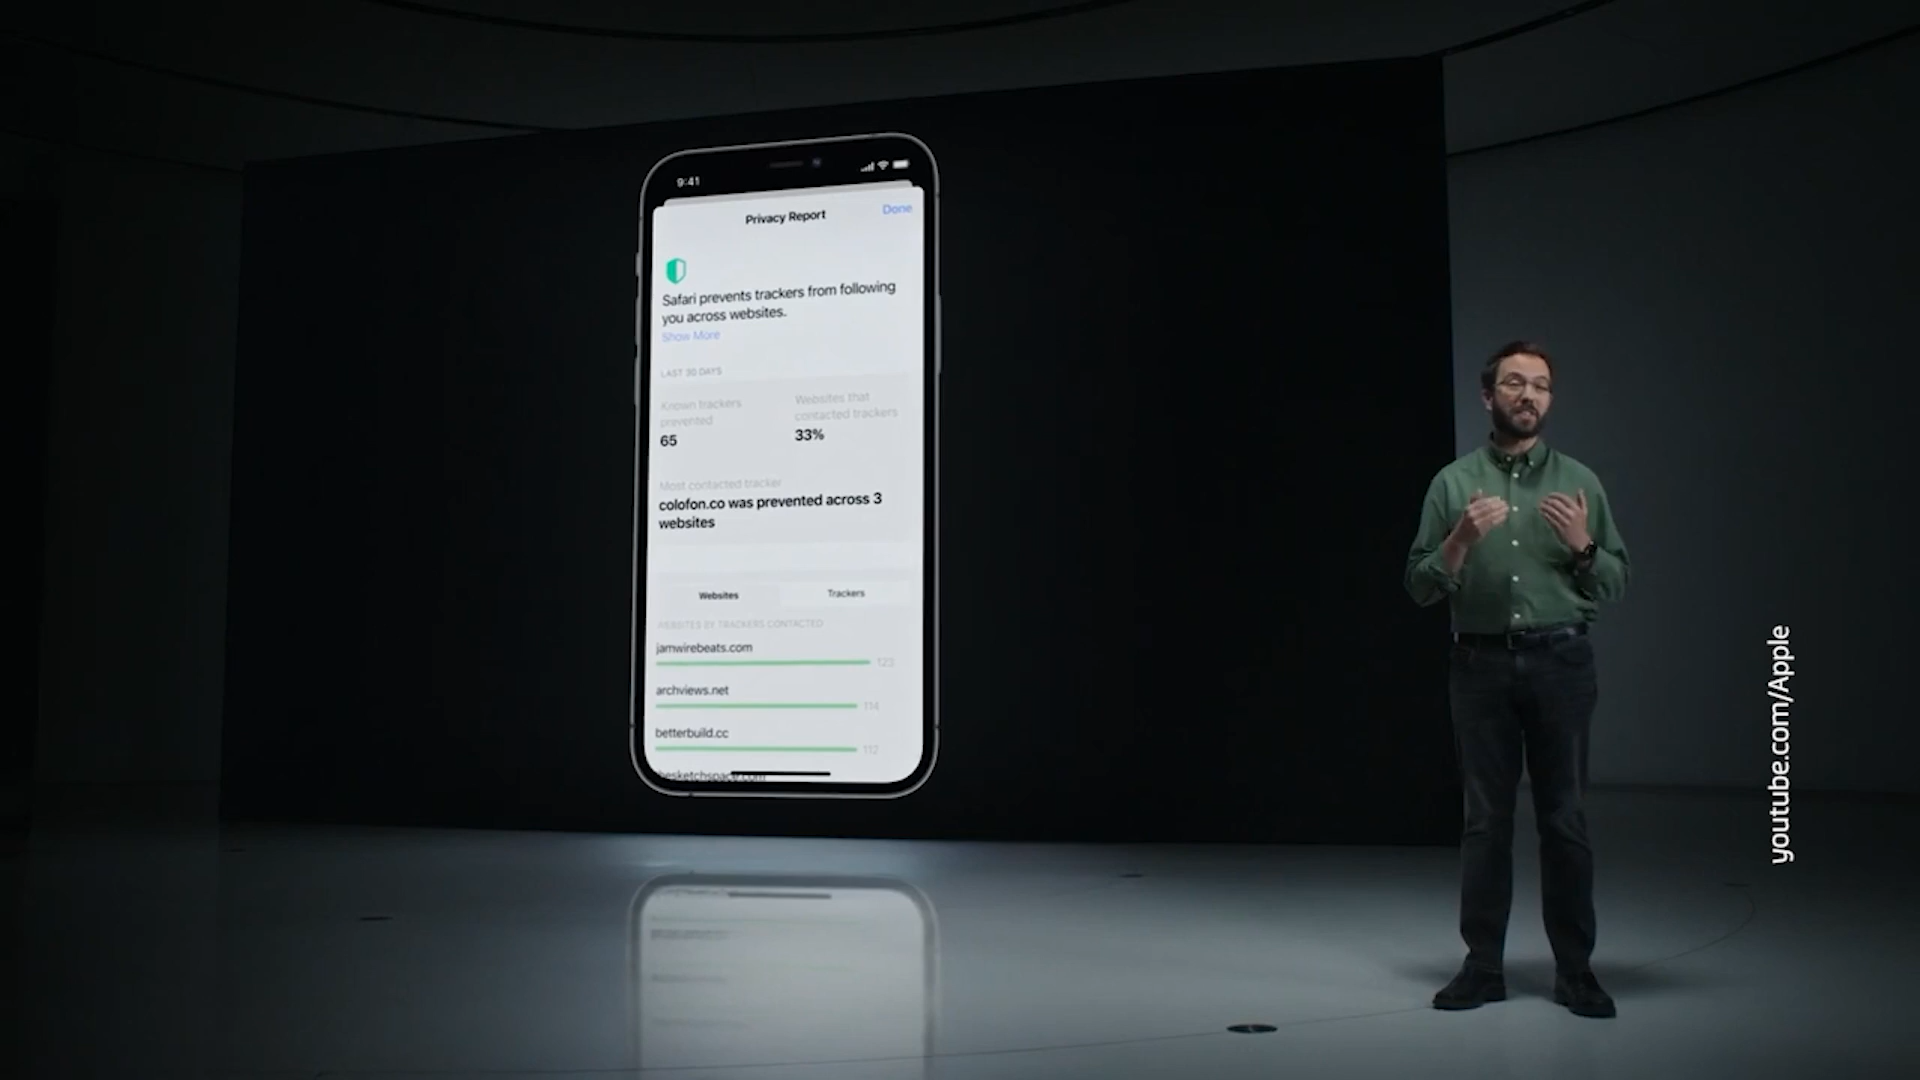 9:41
Privacy Report
Done
Safari prevents trackers from following
you across websites.
Show More
LAST 30 DAYS
Known trackers
prevented
65
Websites that
contacted trackers
33%
Most contacted tracker
colofon.co was prevented across 3
websites
Websites
Trackers
WEBSITES BY TRACKERS CONTACTED
jamwirebeats.com
123
archviews.net
114
betterbuild.cc
112
youtube.com/Apple